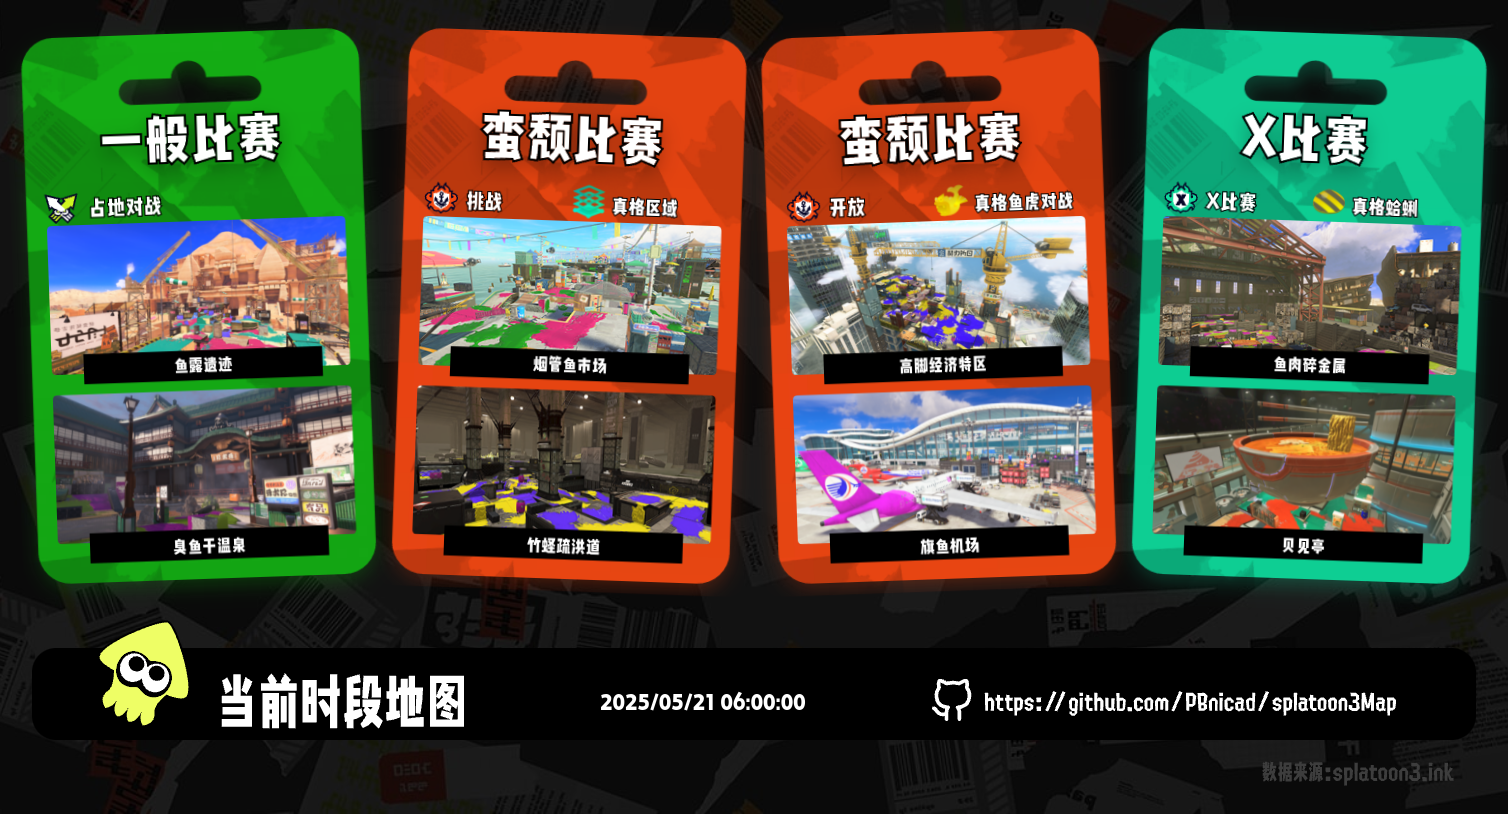 一般比赛
占地对战
鱼露遗迹
臭鱼干温泉
蛮颓比赛
挑战
真格区域
烟管鱼市场
竹蛏疏洪道
蛮颓比赛
开放
真格鱼虎对战
高脚经济特区
旗鱼机场
X比赛
X比赛
真格蛤蜊
鱼肉碎金属
贝见亭
当前时段地图
2025/05/21 06:00:00
https://github.com/PBnicad/splatoon3Map
数据来源:splatoon3.ink